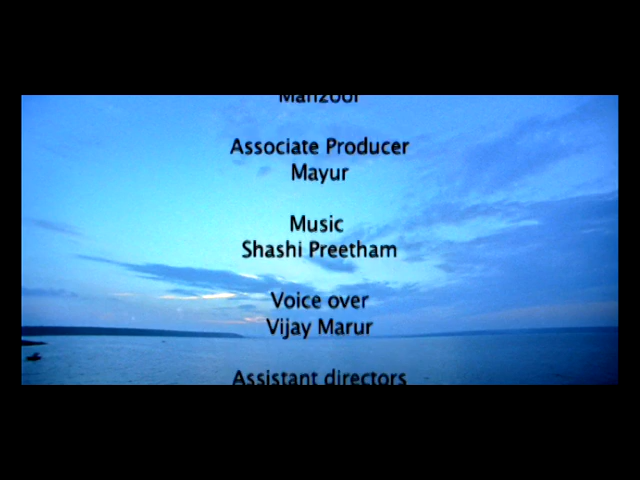 Associate Producer
Mayur
Music
Shashi Preetham
Voice over
Vijay Marur
Assistant directors